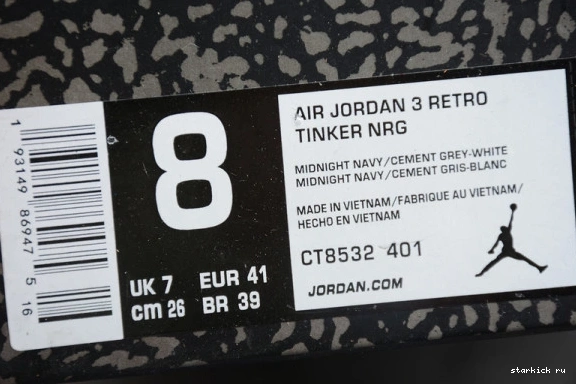 AIR JORDAN 3 RETRO
TINKER NRG
MIDNIGHT NAVY/CEMENT GREY-WHITE
MIDNIGHT NAVY/CEMENT GRIS-BLANC
MADE IN VIETNAM/FABRIQUE AU VIETNAM/
HECHO EN VIETNAM
CT8532 401
JORDAN.COM
8
UK 7 EUR 41
cm 26 BR 39
1 93149 86947 5 16
starkick ru